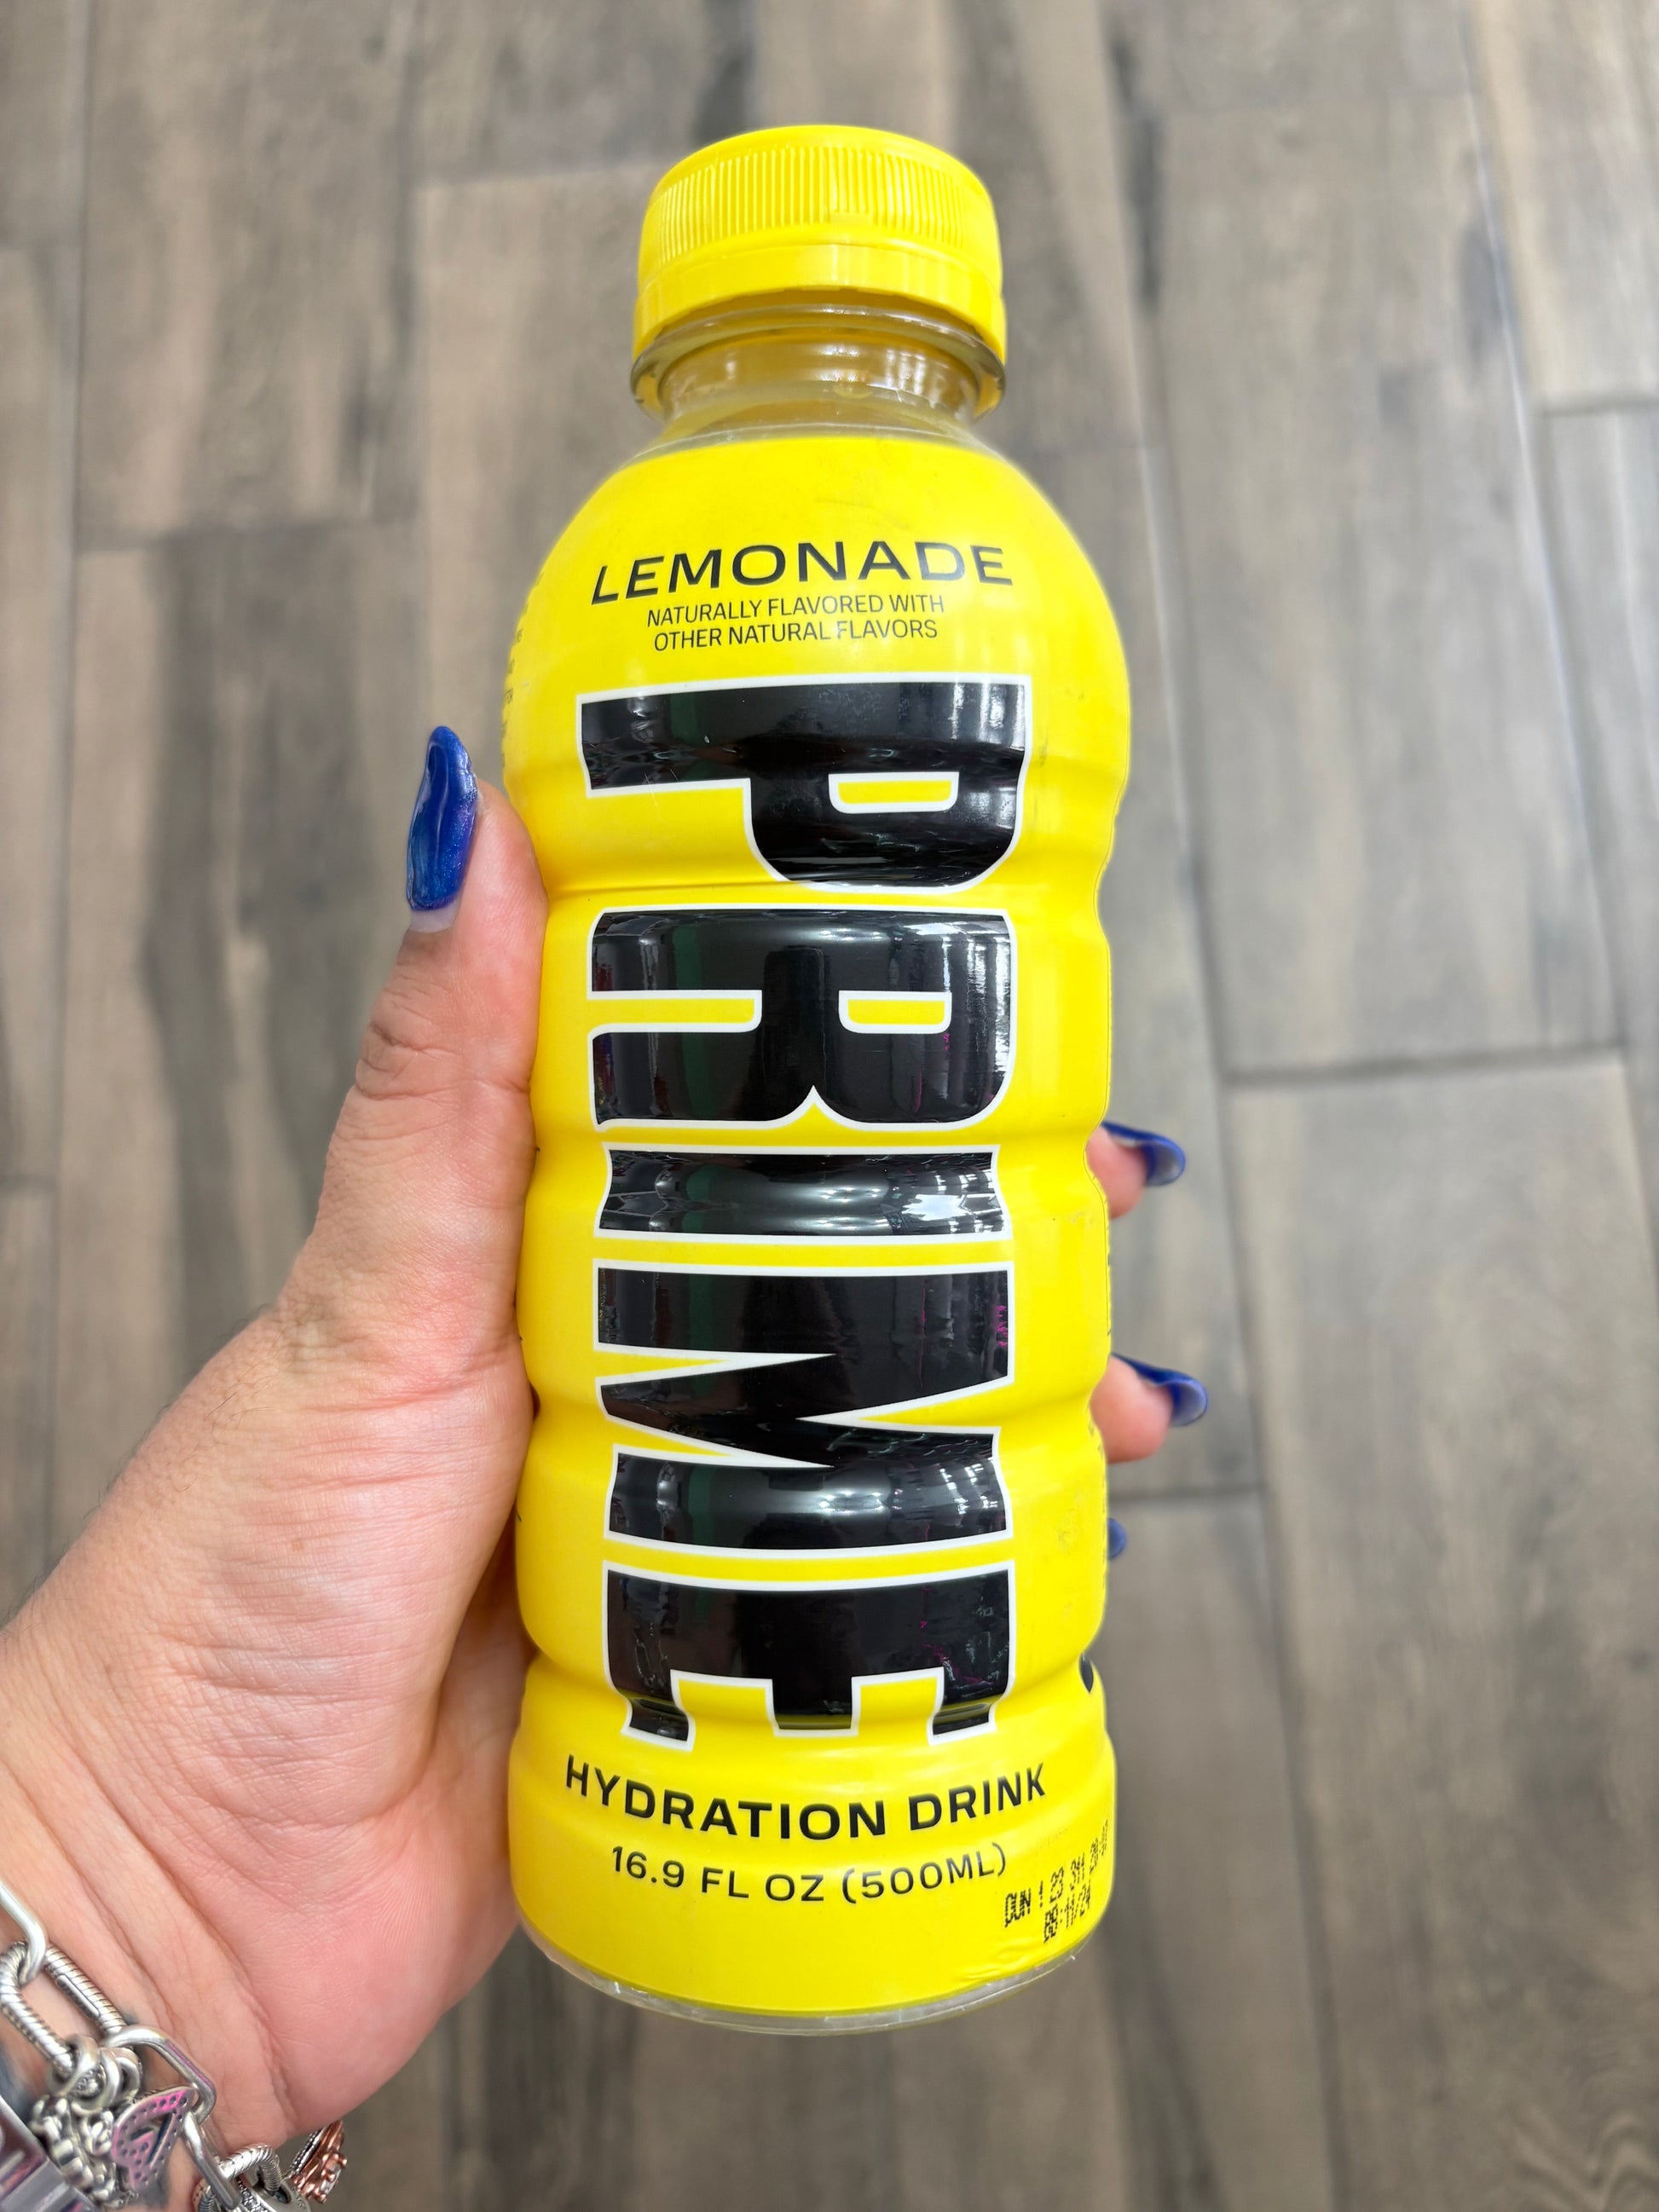 LEMONADE
NATURALLY FLAVORED WITH
OTHER NATURAL FLAVORS
PRIME
HYDRATION DRINK
16.9 FL OZ (500ML)